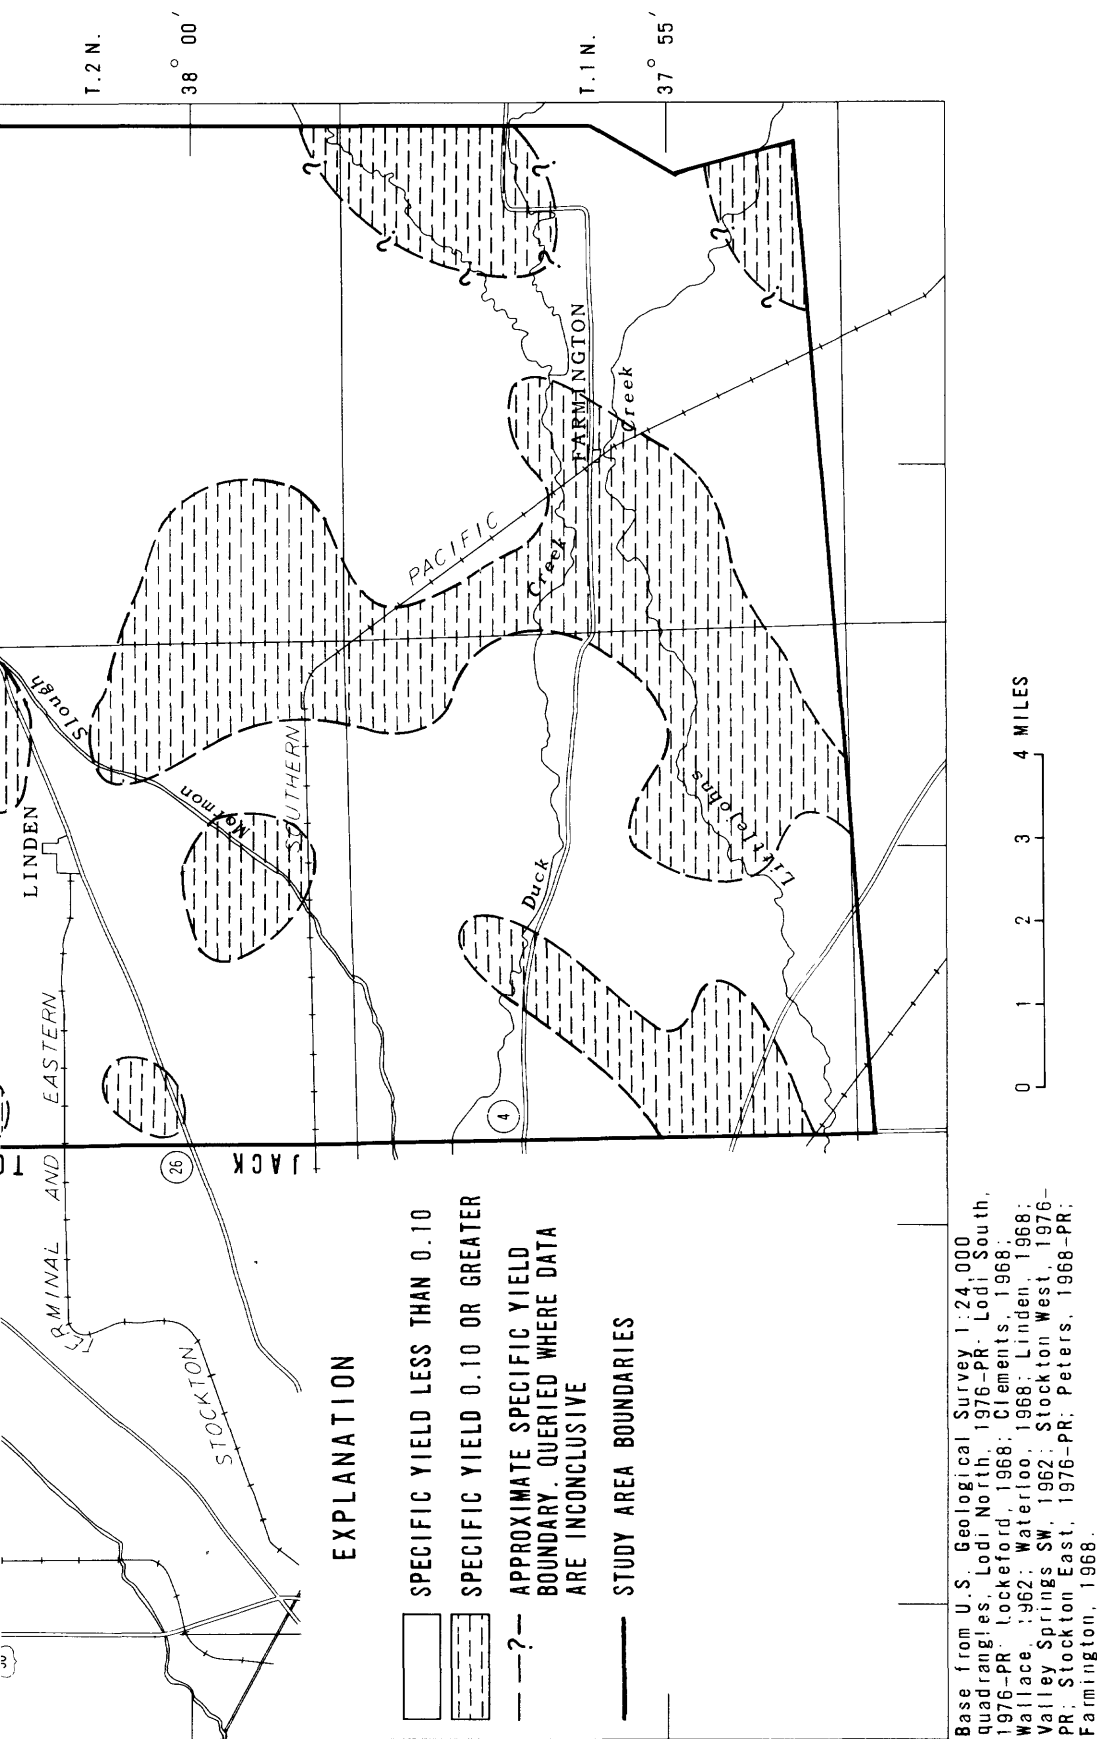 T.2 N.
38° 00′
T.1 N.
37° 55′
LINDEN
Slough
Mormon
SOUTHERN
PACIFIC
FARMINGTON
Creek
Creek
Duck
Littlejohns
TERMINAL AND EASTERN
STOCKTON
26
4
JACK
0 1 2 3 4 MILES
EXPLANATION
SPECIFIC YIELD LESS THAN 0.10
SPECIFIC YIELD 0.10 OR GREATER
—?— APPROXIMATE SPECIFIC YIELD
BOUNDARY. QUERIED WHERE DATA
ARE INCONCLUSIVE
STUDY AREA BOUNDARIES
Base from U.S. Geological Survey 1:24,000
quadrangles, Lodi North, 1976-PR; Lodi South,
1976-PR; Lockeford, 1968; Clements, 1968;
Wallace, 1962; Waterloo, 1968; Linden, 1968;
Valley Springs SW, 1962; Stockton West, 1976-
PR; Stockton East, 1976-PR; Peters, 1968-PR;
Farmington, 1968.